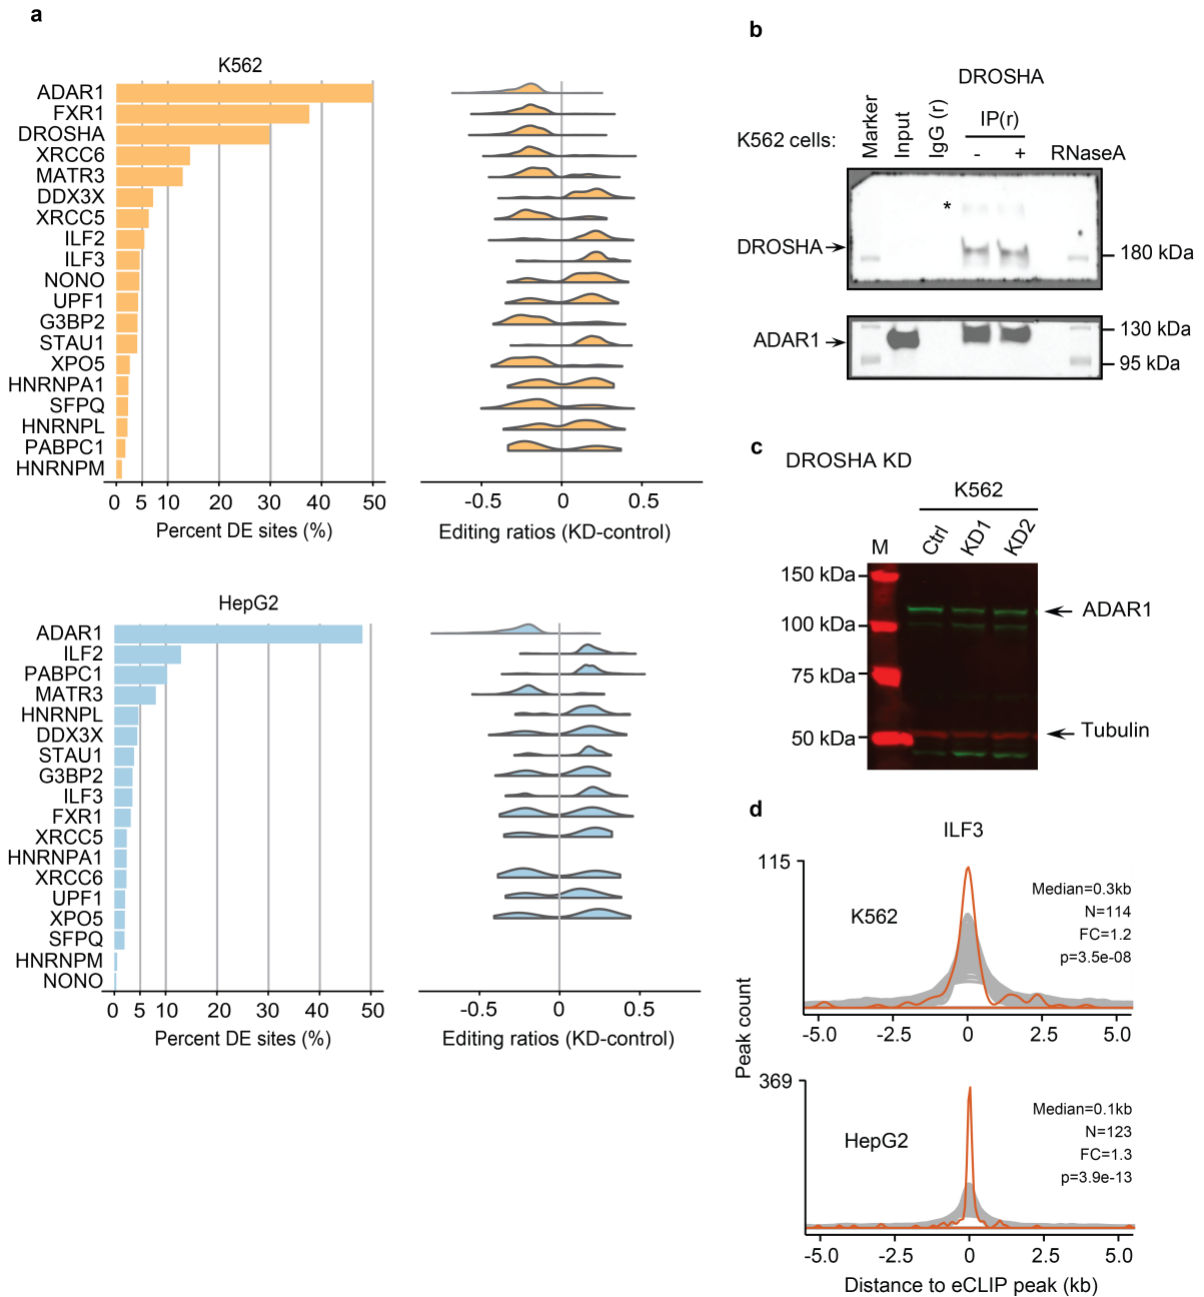 a
K562
ADAR1
FXR1
DROSHA
XRCC6
MATR3
DDX3X
XRCC5
ILF2
ILF3
NONO
UPF1
G3BP2
STAU1
XPO5
HNRNPA1
SFPQ
HNRNPL
PABPC1
HNRNPM
0 5 10 20 30 40 50
Percent DE sites (%)
-0.5 0 0.5
Editing ratios (KD-control)
HepG2
ADAR1
ILF2
PABPC1
MATR3
HNRNPL
DDX3X
STAU1
G3BP2
ILF3
FXR1
XRCC5
HNRNPA1
XRCC6
UPF1
XPO5
SFPQ
HNRNPM
NONO
0 5 10 20 30 40 50
Percent DE sites (%)
-0.5 0 0.5
Editing ratios (KD-control)
b
DROSHA
K562 cells:
Marker
Input
IgG (r)
IP(r)
- + RNaseA
*
DROSHA
180 kDa
ADAR1
130 kDa
95 kDa
c
DROSHA KD
K562
M Ctrl KD1 KD2
150 kDa
100 kDa
75 kDa
50 kDa
ADAR1
Tubulin
d
ILF3
115
K562
Median=0.3kb
N=114
FC=1.2
p=3.5e-08
-5.0 -2.5 0 2.5 5.0
Peak count
369
HepG2
Median=0.1kb
N=123
FC=1.3
p=3.9e-13
-5.0 -2.5 0 2.5 5.0
Distance to eCLIP peak (kb)